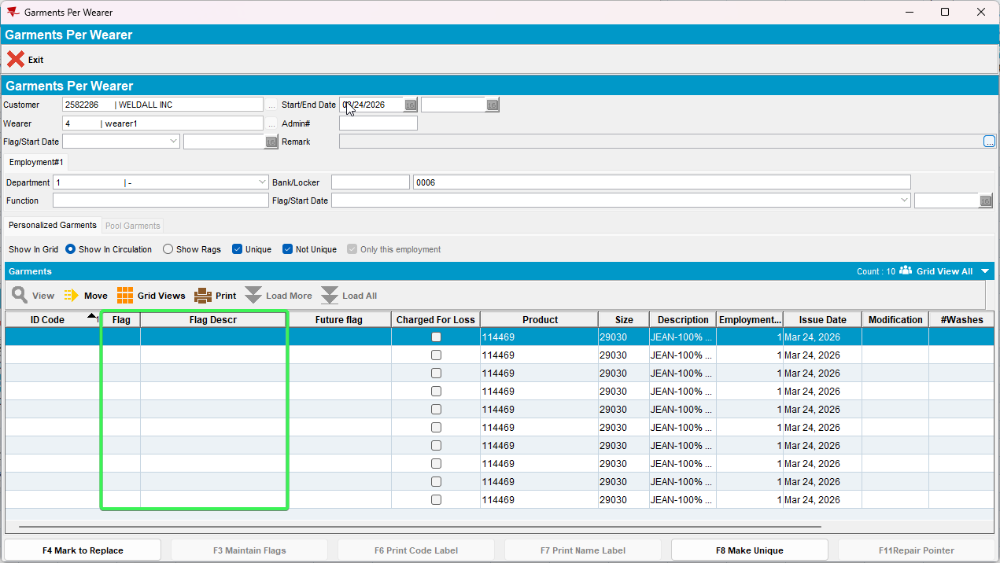 Garments Per Wearer
Garments Per Wearer
Exit
Garments Per Wearer
Customer 2582286 | WELDALL INC ... Start/End Date /24/2026 16 16
Wearer 4 | wearer1 ... Admin#
Flag/Start Date 16 Remark ...
Employment#1
Department 1 | - Bank/Locker 0006
Function Flag/Start Date 16
Personalized Garments Pool Garments
Show In Grid Show In Circulation Show Rags Unique Not Unique Only this employment
Garments Count : 10 Grid View All
View Move Grid Views Print Load More Load All
ID Code 1 Flag Flag Descr Future flag Charged For Loss Product Size Description Employment... Issue Date Modification #Washes
114469 29030 JEAN-100% ... 1 Mar 24, 2026
114469 29030 JEAN-100% ... 1 Mar 24, 2026
114469 29030 JEAN-100% ... 1 Mar 24, 2026
114469 29030 JEAN-100% ... 1 Mar 24, 2026
114469 29030 JEAN-100% ... 1 Mar 24, 2026
114469 29030 JEAN-100% ... 1 Mar 24, 2026
114469 29030 JEAN-100% ... 1 Mar 24, 2026
114469 29030 JEAN-100% ... 1 Mar 24, 2026
114469 29030 JEAN-100% ... 1 Mar 24, 2026
114469 29030 JEAN-100% ... 1 Mar 24, 2026
F4 Mark to Replace F3 Maintain Flags F6 Print Code Label F7 Print Name Label F8 Make Unique F11Repair Pointer